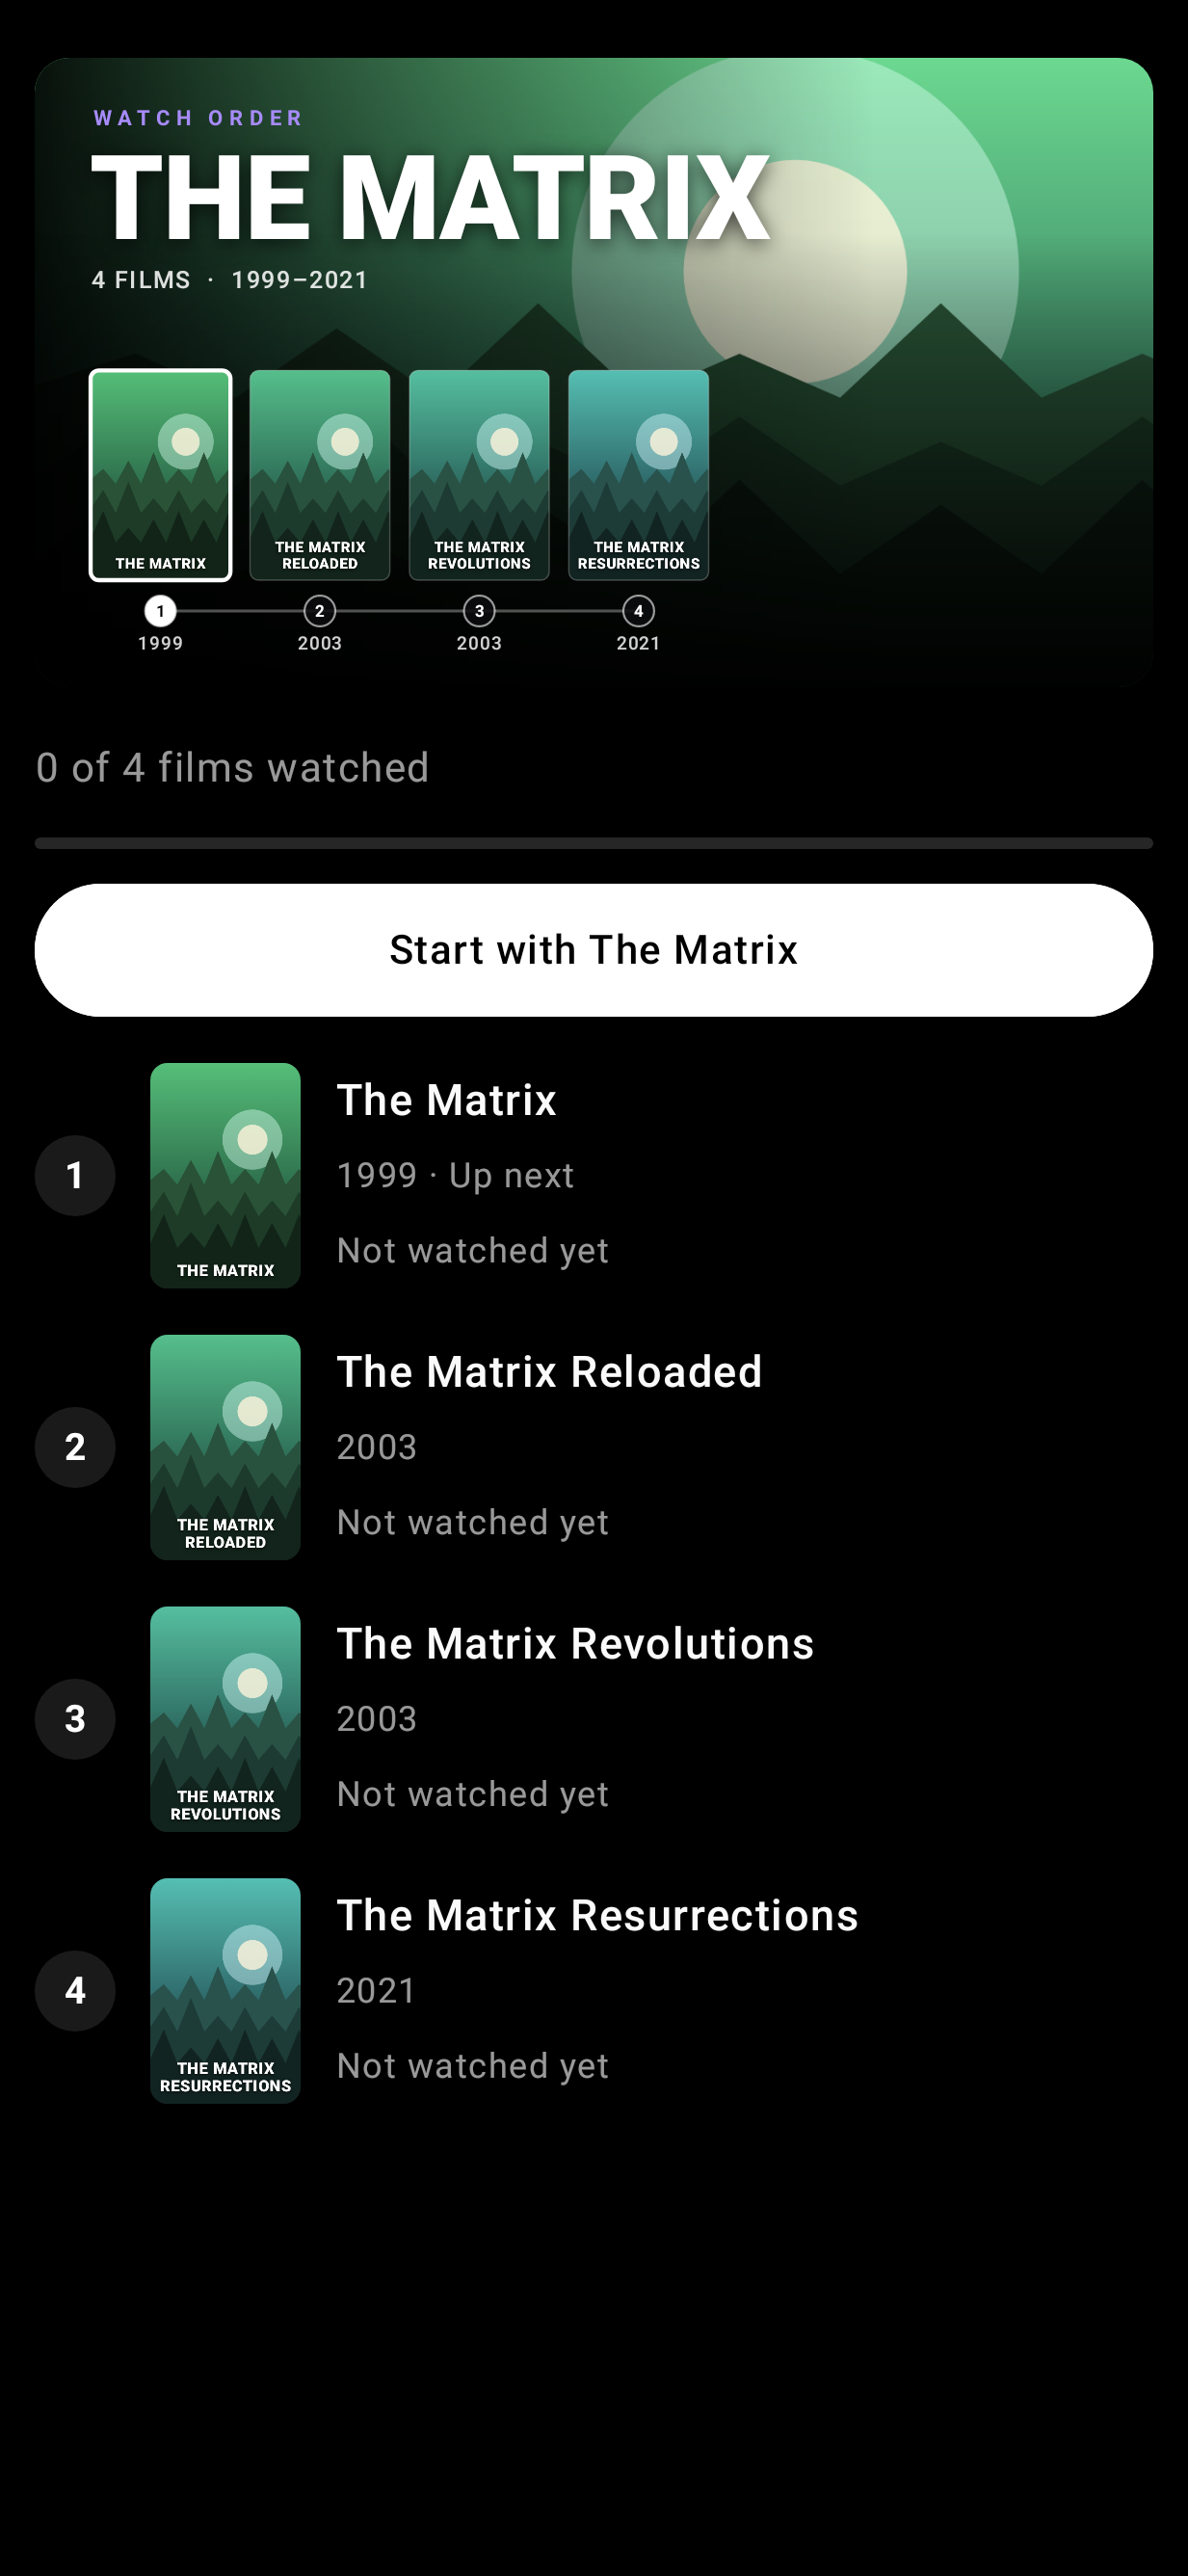 WATCH ORDER
THE MATRIX
4 FILMS · 1999–2021
THE MATRIX
THE MATRIX
RELOADED
THE MATRIX
REVOLUTIONS
THE MATRIX
RESURRECTIONS
1 2 3 4
1999 2003 2003 2021
0 of 4 films watched
Start with The Matrix
1
THE MATRIX
The Matrix
1999 · Up next
Not watched yet
2
THE MATRIX
RELOADED
The Matrix Reloaded
2003
Not watched yet
3
THE MATRIX
REVOLUTIONS
The Matrix Revolutions
2003
Not watched yet
4
THE MATRIX
RESURRECTIONS
The Matrix Resurrections
2021
Not watched yet